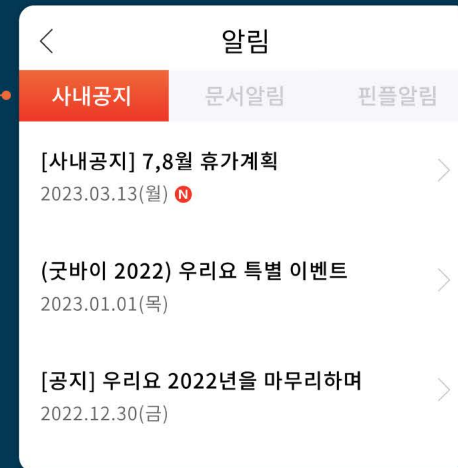 알림
사내공지 문서알림 핀플알림
[사내공지] 7,8월 휴가계획
2023.03.13(월) N
(굿바이 2022) 우리요 특별 이벤트
2023.01.01(목)
[공지] 우리요 2022년을 마무리하며
2022.12.30(금)